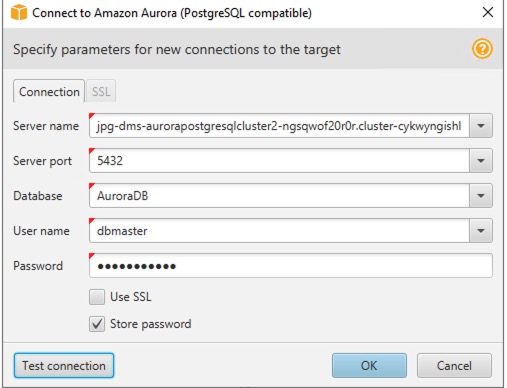 Connect to Amazon Aurora (PostgreSQL compatible)
Specify parameters for new connections to the target
Connection SSL
Server name jpg-dms-aurorapostgresqlcluster2-ngsqwof20r0r.cluster-cykwyngishl
Server port 5432
Database AuroraDB
User name dbmaster
Password ●●●●●●●●●●●
Use SSL
Store password
Test connection OK Cancel